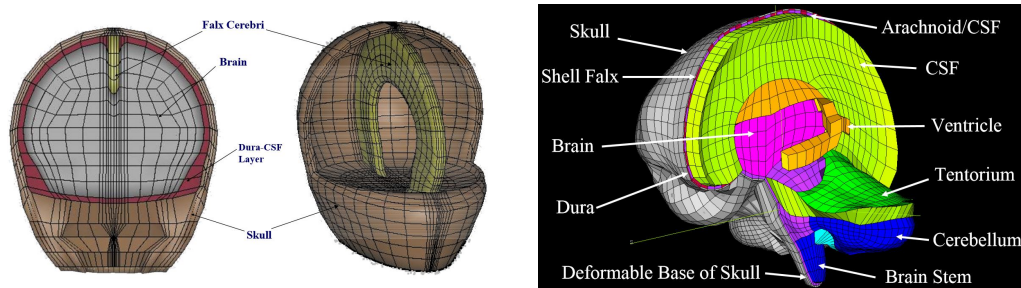 Falx Cerebri
Brain
Dura-CSF
Layer
Skull
Skull
Arachnoid/CSF
Shell Falx
CSF
Ventricle
Brain
Tentorium
Dura
Cerebellum
Deformable Base of Skull
Brain Stem